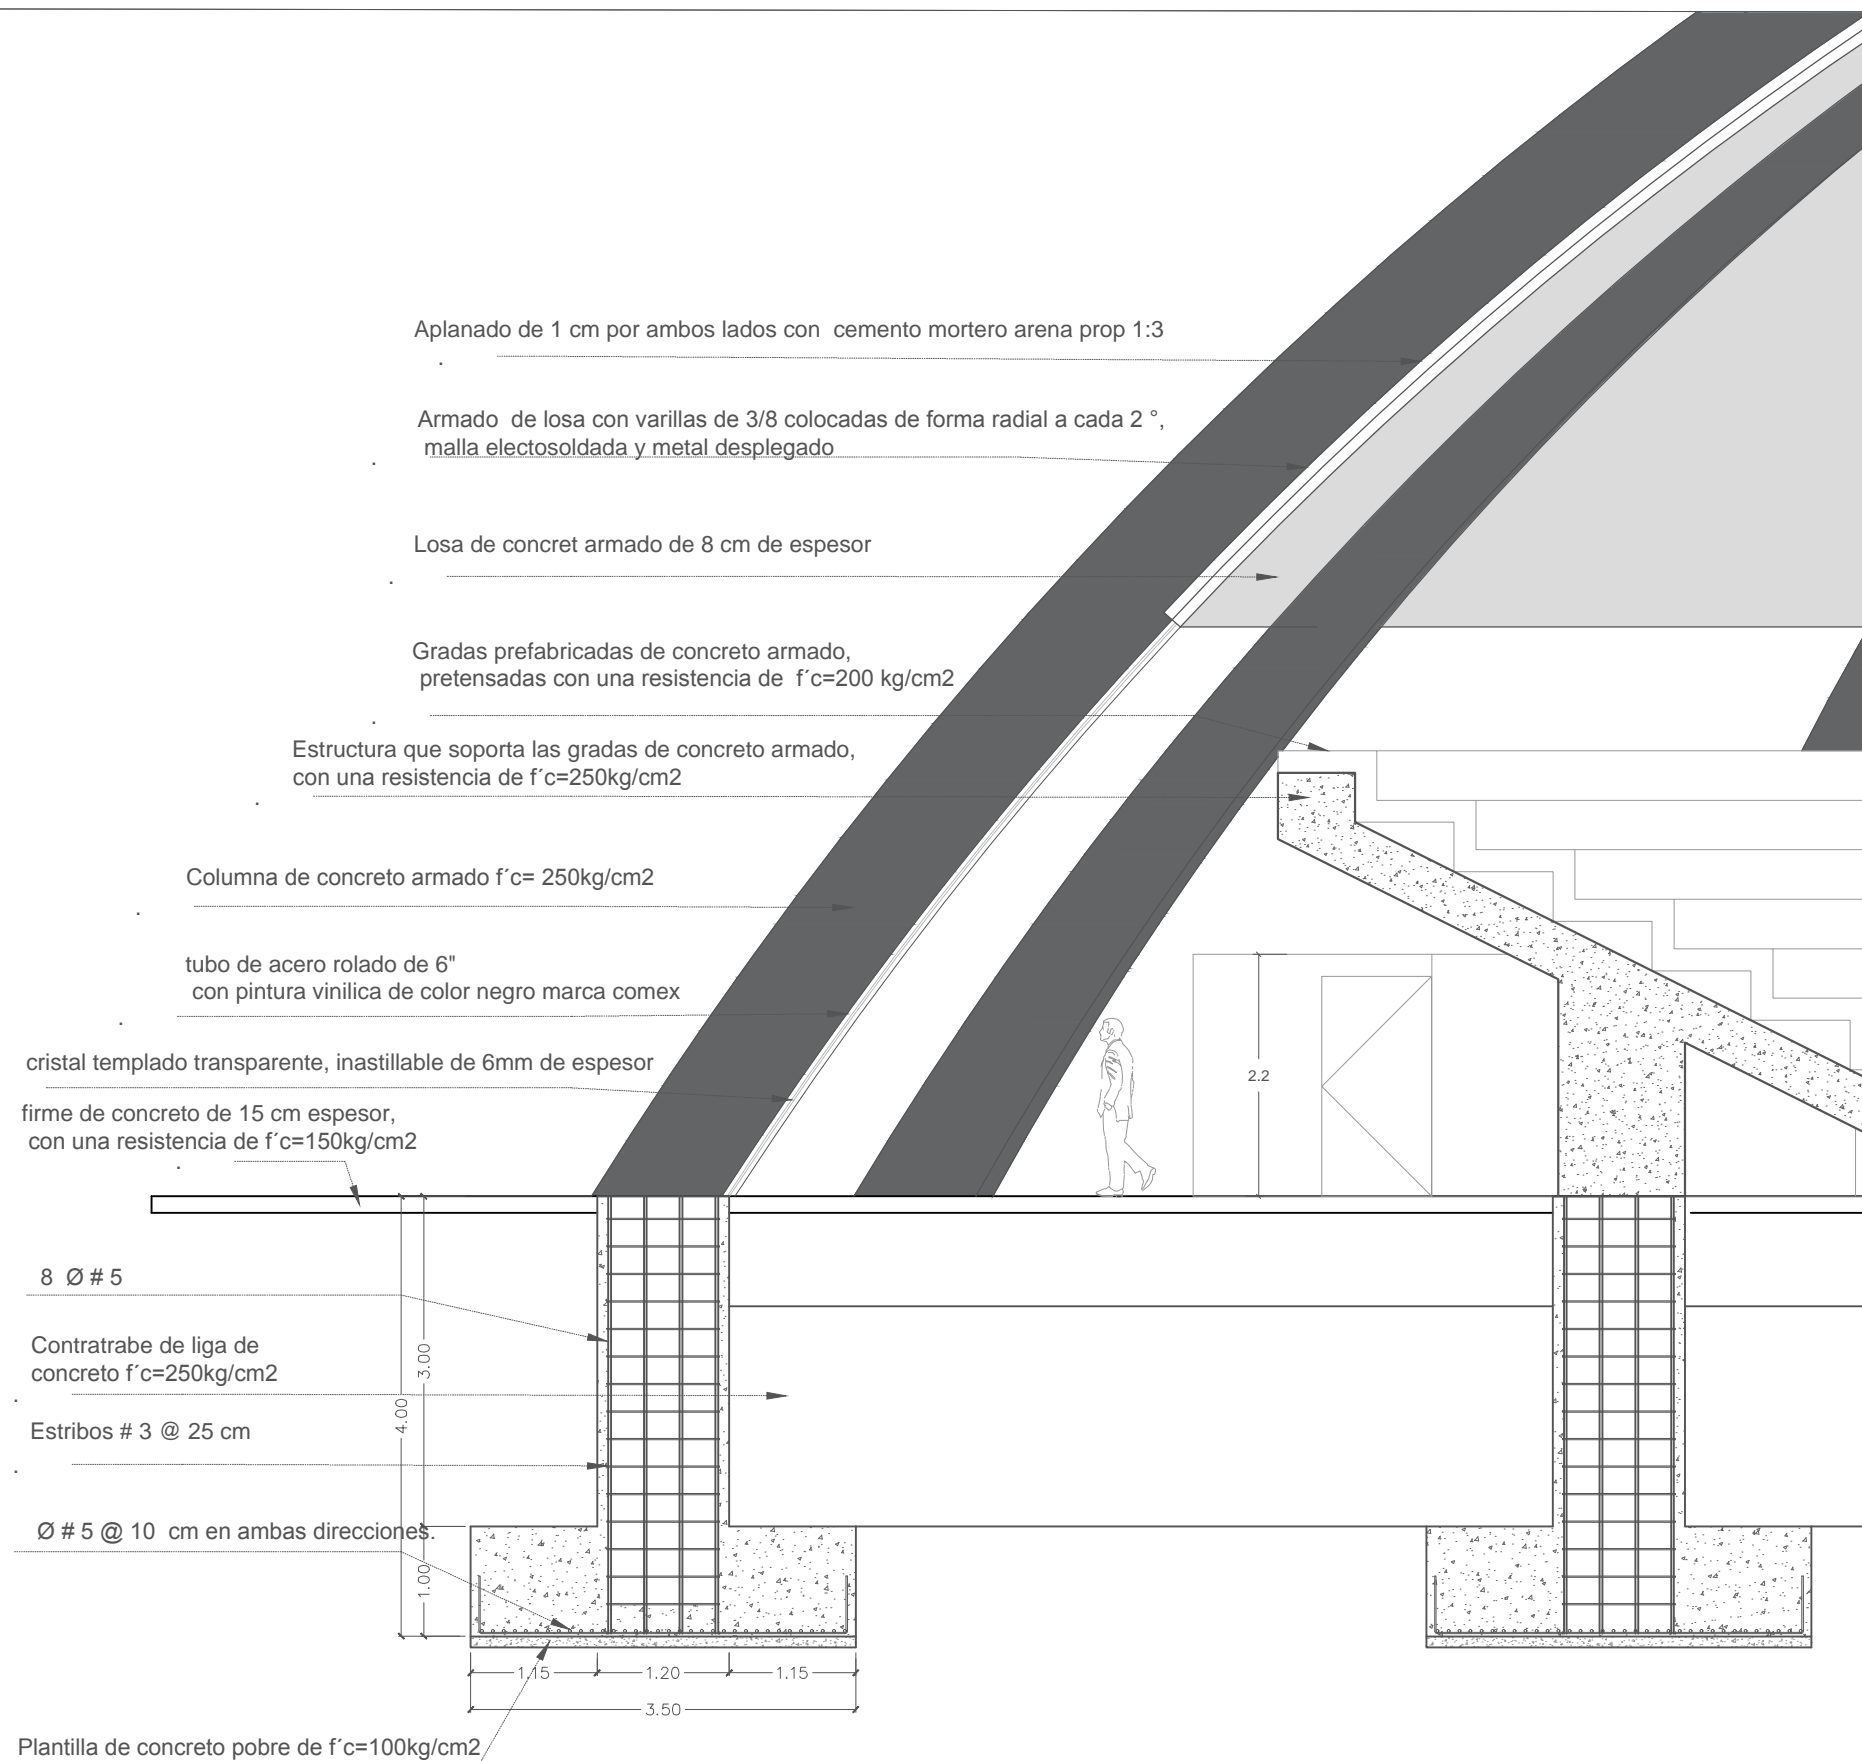 Aplanado de 1 cm por ambos lados con cemento mortero arena prop 1:3
Armado de losa con varillas de 3/8 colocadas de forma radial a cada 2 °,
malla electosoldada y metal desplegado
Losa de concret armado de 8 cm de espesor
Gradas prefabricadas de concreto armado,
pretensadas con una resistencia de f´c=200 kg/cm2
Estructura que soporta las gradas de concreto armado,
con una resistencia de f´c=250kg/cm2
Columna de concreto armado f´c= 250kg/cm2
tubo de acero rolado de 6"
con pintura vinilica de color negro marca comex
cristal templado transparente, inastillable de 6mm de espesor
2.2
firme de concreto de 15 cm espesor,
con una resistencia de f´c=150kg/cm2
8 Ø # 5
Contratrabe de liga de
concreto f´c=250kg/cm2
3.00
4.00
Estribos # 3 @ 25 cm
Ø # 5 @ 10 cm en ambas direcciones.
1.00
1.15
1.20
1.15
3.50
Plantilla de concreto pobre de f´c=100kg/cm2